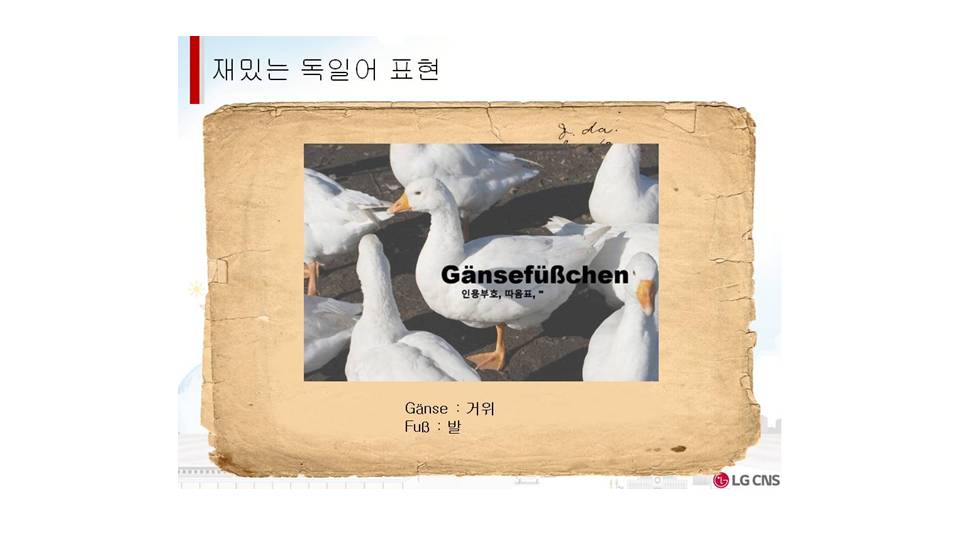 재밌는 독일어 표현
g. da:
Gänsefüßchen
인용부호, 따옴표, "
Gänse : 거위
Fuß : 발
LG CNS